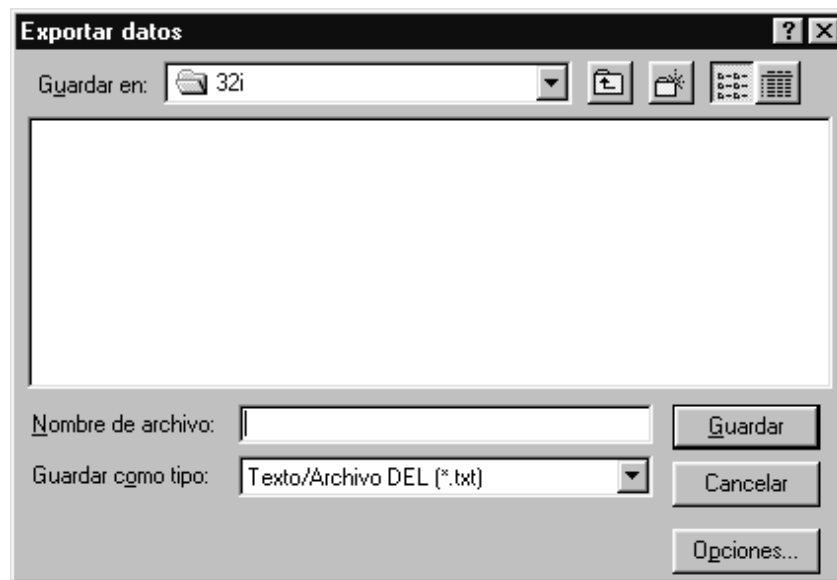 Exportar datos
Guardar en: 32i
Nombre de archivo: Guardar
Guardar como tipo: Texto/Archivo DEL (*.txt) Cancelar
Opciones...